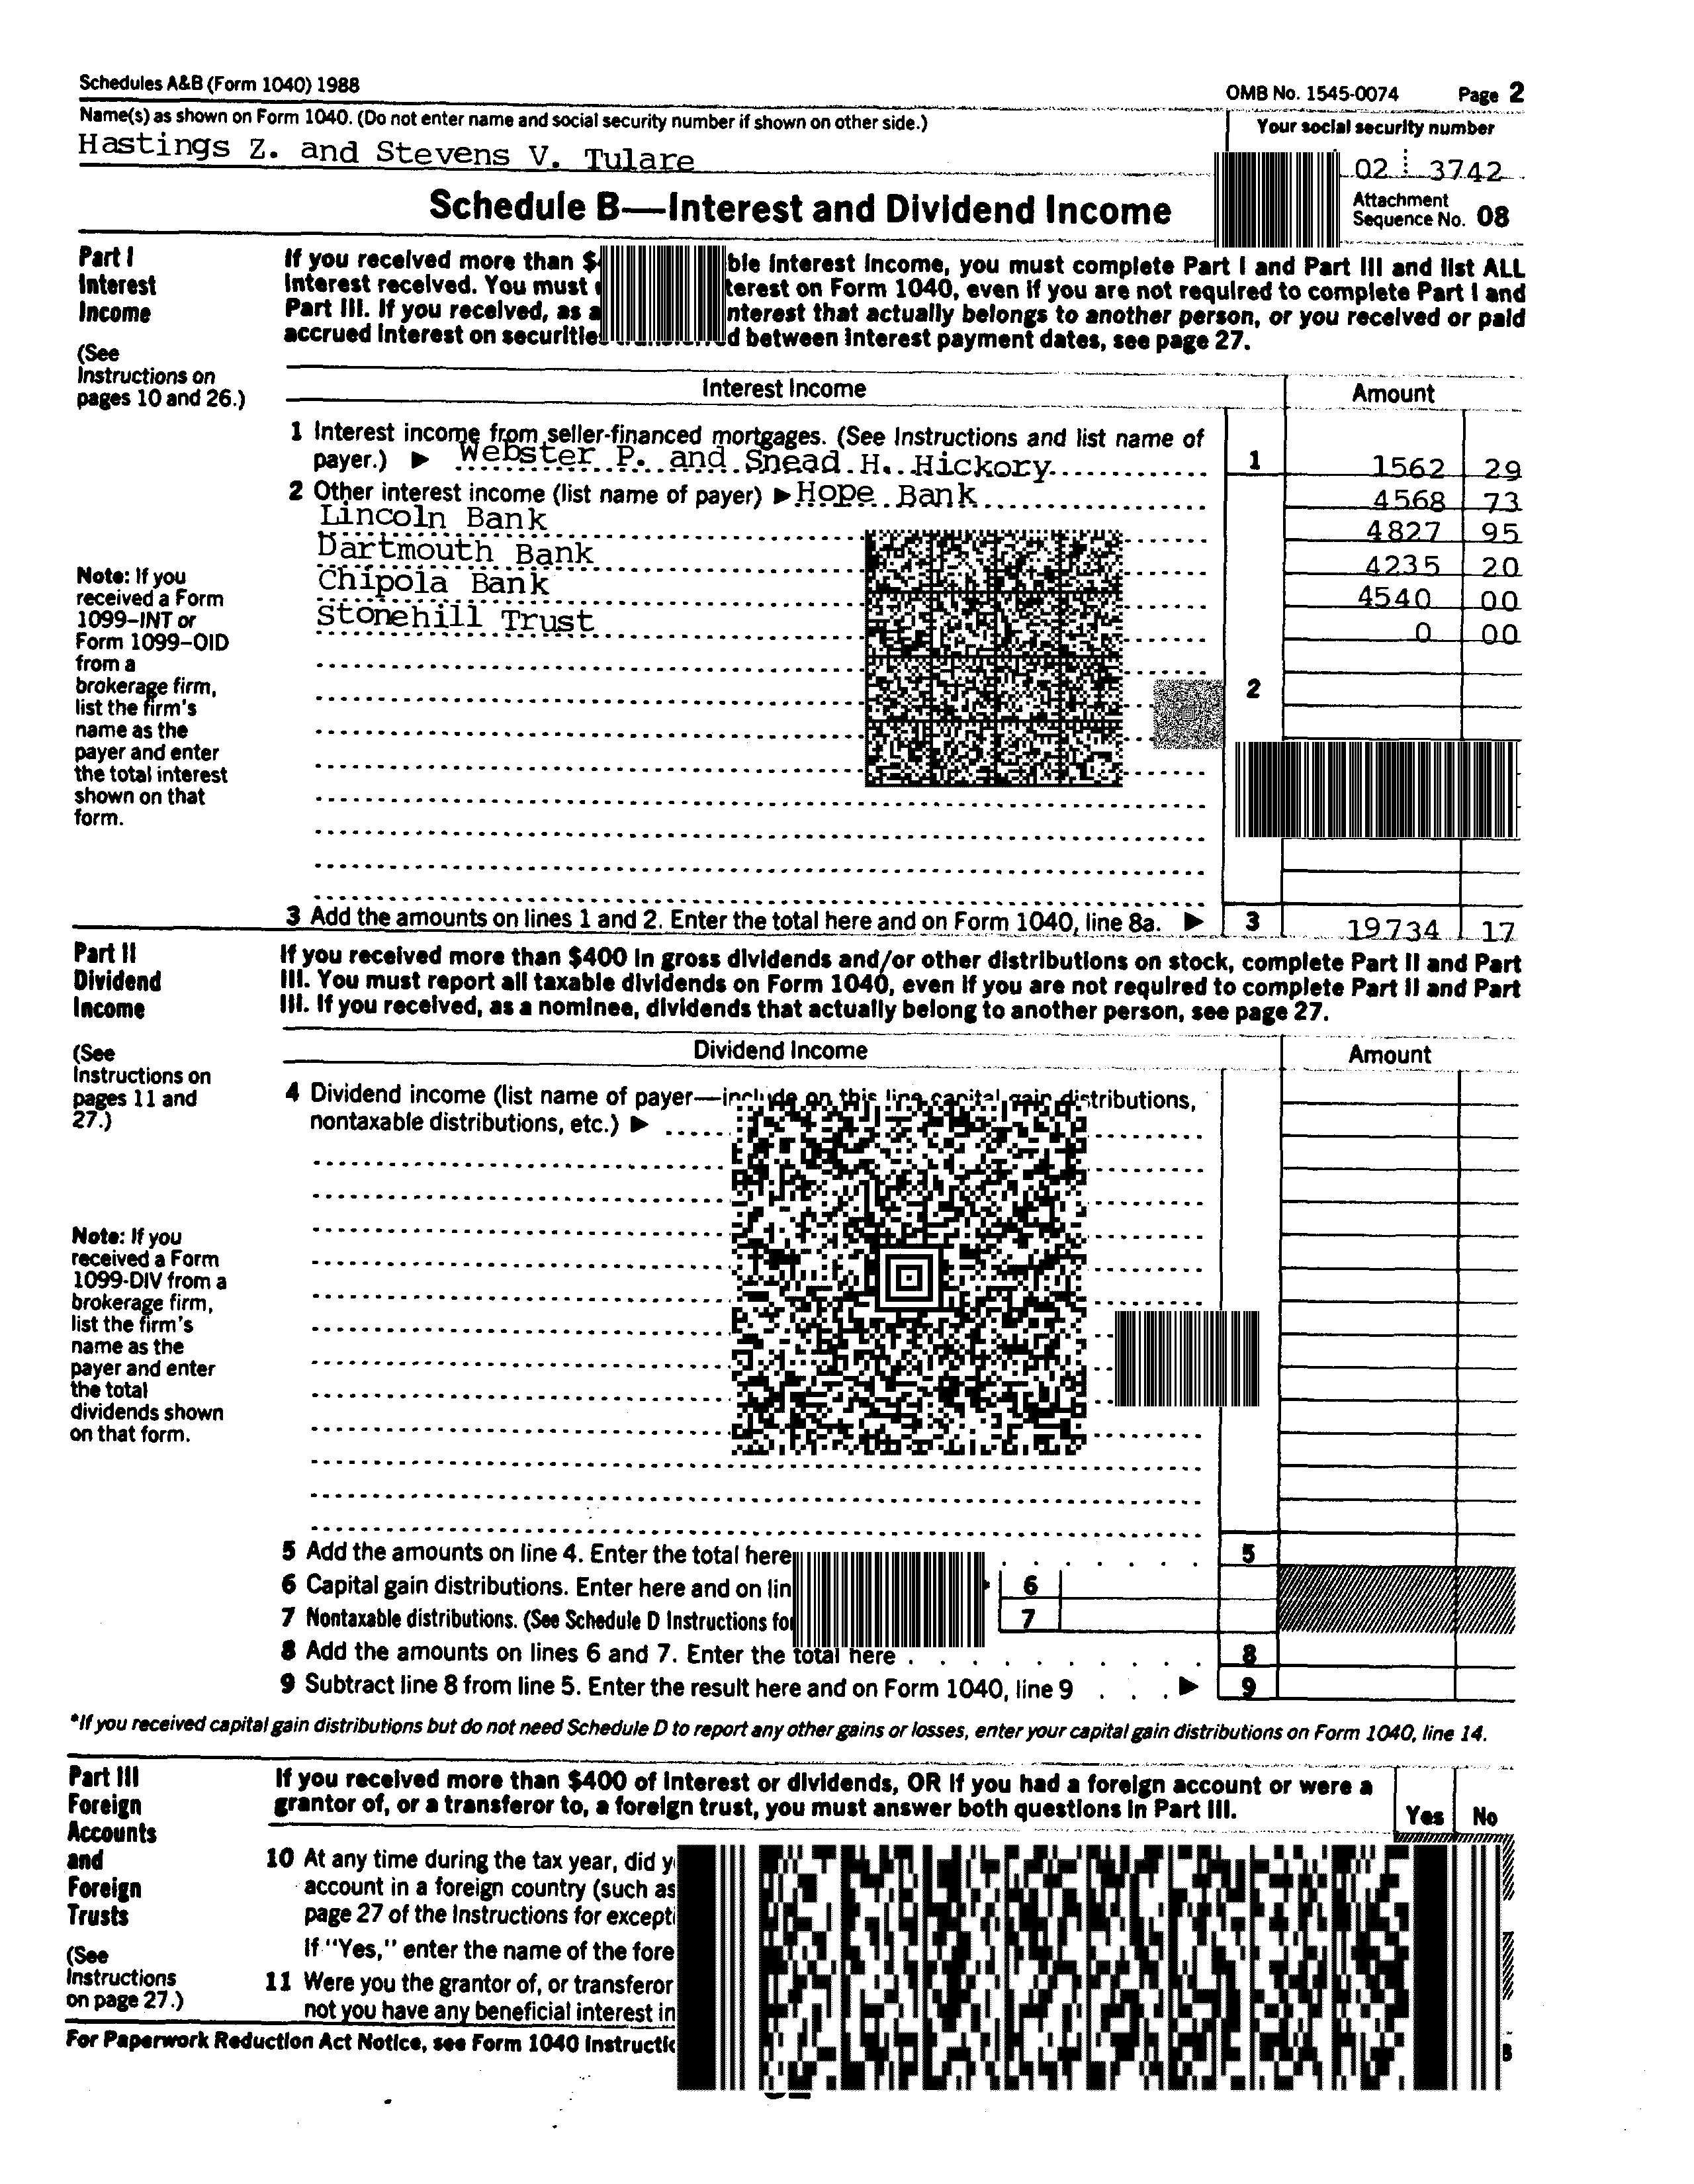 Schedules A&B (Form 1040) 1988 OMB No. 1545-0074 Page 2
Name(s) as shown on Form 1040. (Do not enter name and social security number if shown on other side.) Your social security number
Hastings Z. and Stevens V. Tulare 02 3742
Schedule B—Interest and Dividend Income Attachment Sequence No. 08
Part I
Interest
Income
(See
Instructions on
pages 10 and 26.)
If you received more than $ ble interest income, you must complete Part I and Part III and list ALL
interest received. You must terest on Form 1040, even if you are not required to complete Part I and
Part III. If you received, as a nterest that actually belongs to another person, or you received or paid
accrued interest on securities d between interest payment dates, see page 27.
Interest Income Amount
1 Interest income from seller-financed mortgages. (See Instructions and list name of
payer.) ▶ Webster P. and Snead H. Hickory 1 1562 29
2 Other interest income (list name of payer) ▶ Hope Bank 4568 73
Lincoln Bank 4827 95
Dartmouth Bank 4235 20
Chipola Bank 4540 00
Stonehill Trust 0 00
2
Note: If you
received a Form
1099–INT or
Form 1099–OID
from a
brokerage firm,
list the firm's
name as the
payer and enter
the total interest
shown on that
form.
3 Add the amounts on lines 1 and 2. Enter the total here and on Form 1040, line 8a. ▶ 3 19734 17
Part II
Dividend
Income
(See
Instructions on
pages 11 and
27.)
If you received more than $400 in gross dividends and/or other distributions on stock, complete Part II and Part
III. You must report all taxable dividends on Form 1040, even if you are not required to complete Part II and Part
III. If you received, as a nominee, dividends that actually belong to another person, see page 27.
Dividend Income Amount
4 Dividend income (list name of payer—include on this line capital gain distributions,
nontaxable distributions, etc.) ▶
Note: If you
received a Form
1099-DIV from a
brokerage firm,
list the firm's
name as the
payer and enter
the total
dividends shown
on that form.
5 Add the amounts on line 4. Enter the total here 5
6 Capital gain distributions. Enter here and on lin 6
7 Nontaxable distributions. (See Schedule D Instructions fo 7
8 Add the amounts on lines 6 and 7. Enter the total here 8
9 Subtract line 8 from line 5. Enter the result here and on Form 1040, line 9 ▶ 9
*If you received capital gain distributions but do not need Schedule D to report any other gains or losses, enter your capital gain distributions on Form 1040, line 14.
Part III
Foreign
Accounts
and
Foreign
Trusts
(See
Instructions
on page 27.)
If you received more than $400 of interest or dividends, OR if you had a foreign account or were a
grantor of, or a transferor to, a foreign trust, you must answer both questions in Part III. Yes No
10 At any time during the tax year, did y
account in a foreign country (such as
page 27 of the Instructions for excepti
If "Yes," enter the name of the fore
11 Were you the grantor of, or transferor
not you have any beneficial interest in
For Paperwork Reduction Act Notice, see Form 1040 Instructi